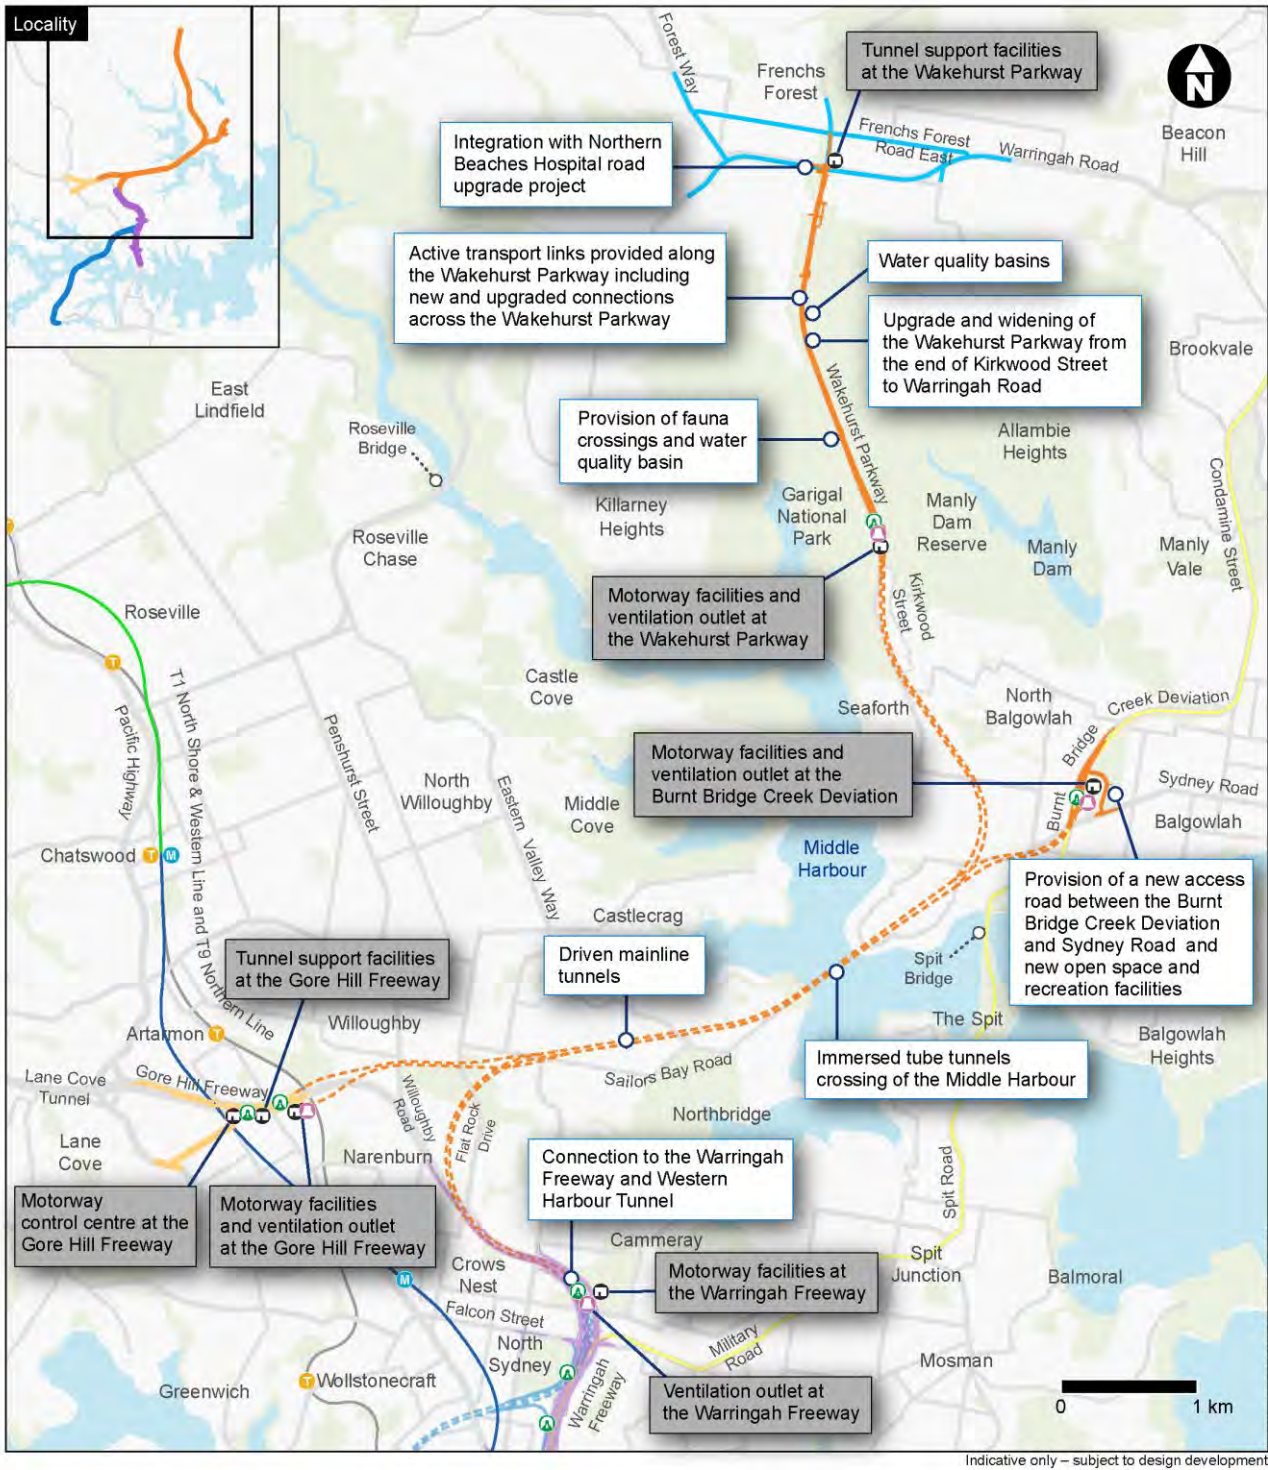 Locality
Forest Way
Frenchs
Forest
Tunnel support facilities
at the Wakehurst Parkway
N
Beacon
Hill
Integration with Northern
Beaches Hospital road
upgrade project
Frenchs Forest
Road East
Warringah Road
Active transport links provided along
the Wakehurst Parkway including
new and upgraded connections
across the Wakehurst Parkway
Water quality basins
Upgrade and widening of
the Wakehurst Parkway from
the end of Kirkwood Street
to Warringah Road
Brookvale
East
Lindfield
Wakehurst Parkway
Roseville
Bridge
Provision of fauna
crossings and water
quality basin
Allambie
Heights
Condamine Street
Killarney
Heights
Garigal
National
Park
Manly
Dam
Reserve
Manly
Dam
Manly
Vale
T
Roseville
Chase
Roseville
Motorway facilities and
ventilation outlet at
the Wakehurst Parkway
Kirkwood
Street
T
T1 North Shore & Western Line and T9 Northern Line
Pacific Highway
Castle
Cove
Seaforth
North
Balgowlah
Creek Deviation
Bridge
Burnt
Penshurst Street
North
Willoughby
Eastern Valley Way
Motorway facilities and
ventilation outlet at the
Burnt Bridge Creek Deviation
Sydney Road
Balgowlah
Middle
Cove
Middle
Harbour
Chatswood T M
Castlecrag
Provision of a new access
road between the Burnt
Bridge Creek Deviation
and Sydney Road and
new open space and
recreation facilities
Tunnel support facilities
at the Gore Hill Freeway
Driven mainline
tunnels
Spit
Bridge
Willoughby
The Spit
Artarmon T
Balgowlah
Heights
Immersed tube tunnels
crossing of the Middle Harbour
Lane Cove
Tunnel
Gore Hill Freeway
Sailors Bay Road
Willoughby
Road
Flat Rock
Drive
Northbridge
Lane
Cove
Narenburn
Connection to the Warringah
Freeway and Western
Harbour Tunnel
Spit Road
Motorway
control centre at the
Gore Hill Freeway
Motorway facilities
and ventilation outlet
at the Gore Hill Freeway
Cammeray
Spit
Junction
Balmoral
Crows
Nest
M
Motorway facilities at
the Warringah Freeway
Falcon Street
North
Sydney
Military
Road
Mosman
Warringah
Freeway
Greenwich
T Wollstonecraft
Ventilation outlet at
the Warringah Freeway
0 1 km
Indicative only – subject to design development